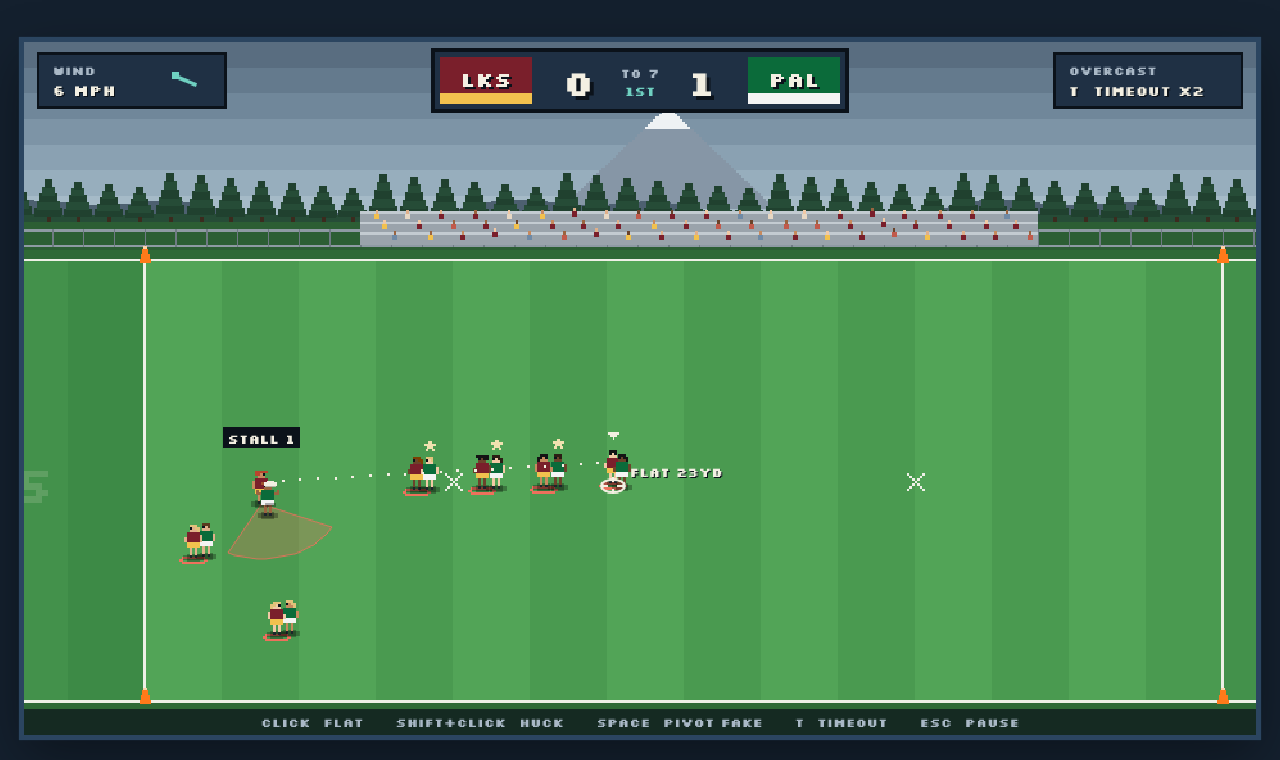 WIND
6 MPH
LKS 0 TO 7 1 PAL
1ST
OVERCAST
T TIMEOUT X2
STALL 1
5
FLAT 23YD
CLICK FLAT SHIFT+CLICK HUCK SPACE PIVOT FAKE T TIMEOUT ESC PAUSE